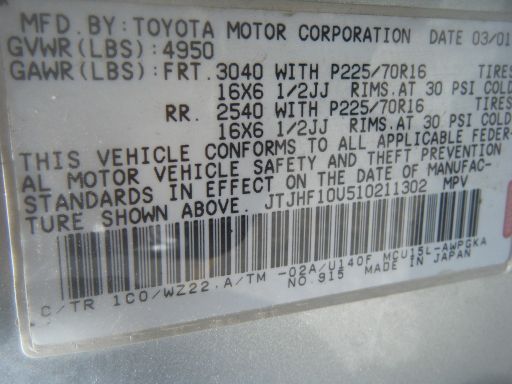 MFD.BY:TOYOTA MOTOR CORPORATION DATE 03/01
GVWR(LBS):4950
GAWR(LBS):FRT.3040 WITH P225/70R16 TIRES
16X6 1/2JJ RIMS.AT 30 PSI COLD
RR. 2540 WITH P225/70R16 TIRES
16X6 1/2JJ RIMS.AT 30 PSI COLD
THIS VEHICLE CONFORMS TO ALL APPLICABLE FEDER-
AL MOTOR VEHICLE SAFETY AND THEFT PREVENTION
STANDARDS IN EFFECT ON THE DATE OF MANUFAC-
TURE SHOWN ABOVE. JTJHF10U510211302 MPV
C/TR 1C0/WZ22.A/TM -02A/U140F MCU15L-AWPGKA
NO.915 MADE IN JAPAN